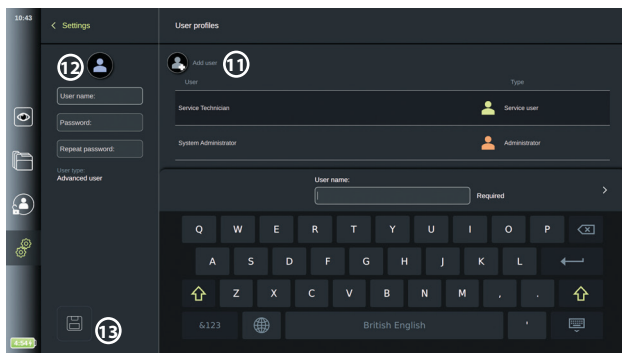 10:43
Settings
User profiles
12
11
Add user
User
Type
User name:
Service Technician
Service user
Password:
Repeat password:
System Administrator
Administrator
User type:
Advanced user
User name:
Required
Q W E R T Y U I O P
A S D F G H J K L
Z X C V B N M , .
&123 British English '
13
4:54